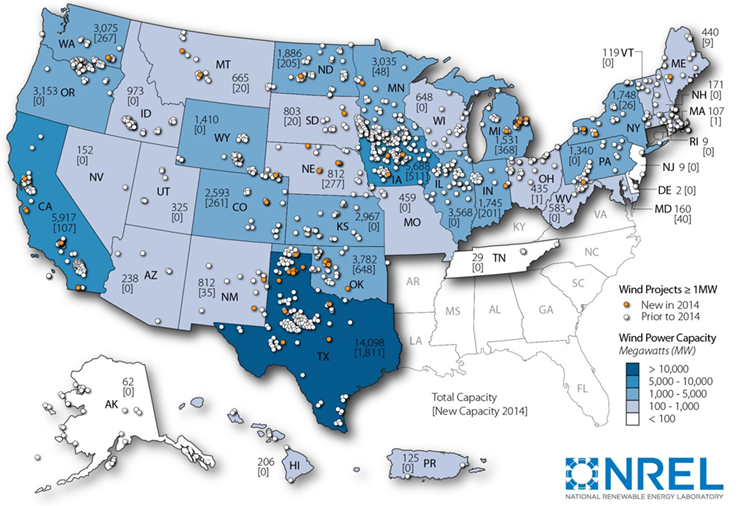 WA
3,075
[267]
MT
665
[20]
1,886
[205]
ND
3,035
[48]
MN
440
[9]
ME
119 VT
[0]
171
[0]
NH
MA 107
[1]
RI 9
[0]
NJ 9 [0]
DE 2 [0]
MD 160
[40]
3,153
[0]
OR
973
[0]
ID
1,410
[0]
WY
803
[20]
SD
648
[0]
WI
MI
1,531
[368]
1,748
[26]
NY
1,340
[0]
PA
152
[0]
NV
UT
325
[0]
2,593
[261]
CO
NE
812
[277]
5,688
[511]
IA
IL
3,568
[0]
IN
1,745
[201]
OH
435
[1]
WV
583
[0]
VA
KY
CA
5,917
[107]
2,967
[0]
KS
459
[0]
MO
238
[0]
AZ
812
[35]
NM
3,782
[648]
OK
29
[0]
TN
NC
SC
AR
MS
AL
GA
LA
FL
14,098
[1,811]
TX
62
[0]
AK
206
[0]
HI
125
[0]
PR
Wind Projects ≥ 1MW
New in 2014
Prior to 2014
Wind Power Capacity
Megawatts (MW)
> 10,000
5,000 - 10,000
1,000 - 5,000
100 - 1,000
< 100
Total Capacity
[New Capacity 2014]
NREL
NATIONAL RENEWABLE ENERGY LABORATORY